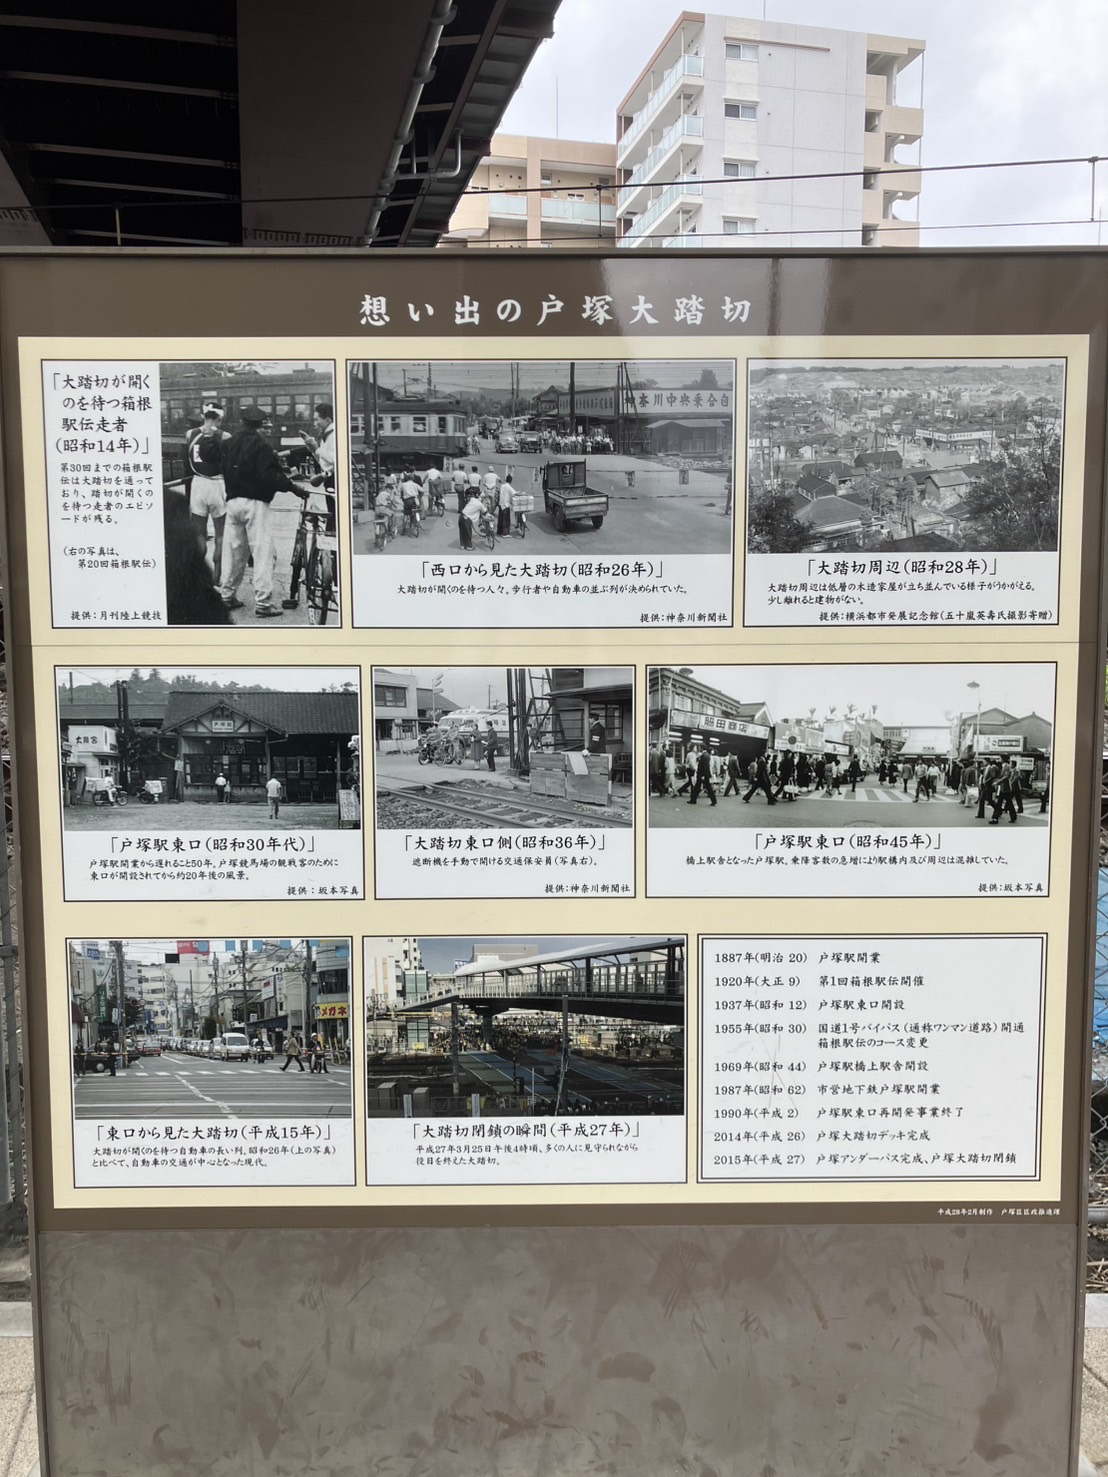 想い出の戸塚大踏切
「大踏切が開く
のを待つ箱根
駅伝走者
(昭和14年)」
第30回までの箱根駅
伝は大踏切を通って
おり、踏切が開くの
を待つ走者のエピソ
ードが残る。
(右の写真は、
第20回箱根駅伝)
提供:月刊陸上競技
神奈川中央乗合自
「西口から見た大踏切(昭和26年)」
大踏切が開くのを待つ人々。歩行者や自動車の並ぶ列が決められていた。
提供:神奈川新聞社
「大踏切周辺(昭和28年)」
大踏切周辺は低層の木造家屋が立ち並んでいる様子がうかがえる。
少し離れると建物がない。
提供:横浜都市発展記念館(五十嵐英壽氏撮影寄贈)
戸塚駅
「戸塚駅東口(昭和30年代)」
戸塚駅開業から遅れること50年。戸塚競馬場の観戦客のために
東口が開設されてから約20年後の風景。
提供:坂本写真
「大踏切東口側(昭和36年)」
遮断機を手動で開ける交通保安員(写真右)。
提供:神奈川新聞社
商店
「戸塚駅東口(昭和45年)」
橋上駅舎となった戸塚駅。乗降客数の急増により駅構内及び周辺は混雑していた。
提供:坂本写真
メガネ
「東口から見た大踏切(平成15年)」
大踏切が開くのを待つ自動車の長い列。昭和26年(上の写真)
と比べて、自動車の交通が中心となった現代。
「大踏切閉鎖の瞬間(平成27年)」
平成27年3月25日午後4時頃、多くの人に見守られながら
役目を終えた大踏切。
1887年(明治 20) 戸塚駅開業
1920年(大正 9) 第1回箱根駅伝開催
1937年(昭和 12) 戸塚駅東口開設
1955年(昭和 30) 国道1号バイパス(通称ワンマン道路)開通
箱根駅伝のコース変更
1969年(昭和 44) 戸塚駅橋上駅舎開設
1987年(昭和 62) 市営地下鉄戸塚駅開業
1990年(平成 2) 戸塚駅東口再開発事業終了
2014年(平成 26) 戸塚大踏切デッキ完成
2015年(平成 27) 戸塚アンダーパス完成、戸塚大踏切閉鎖
平成28年2月制作 戸塚区区政推進課